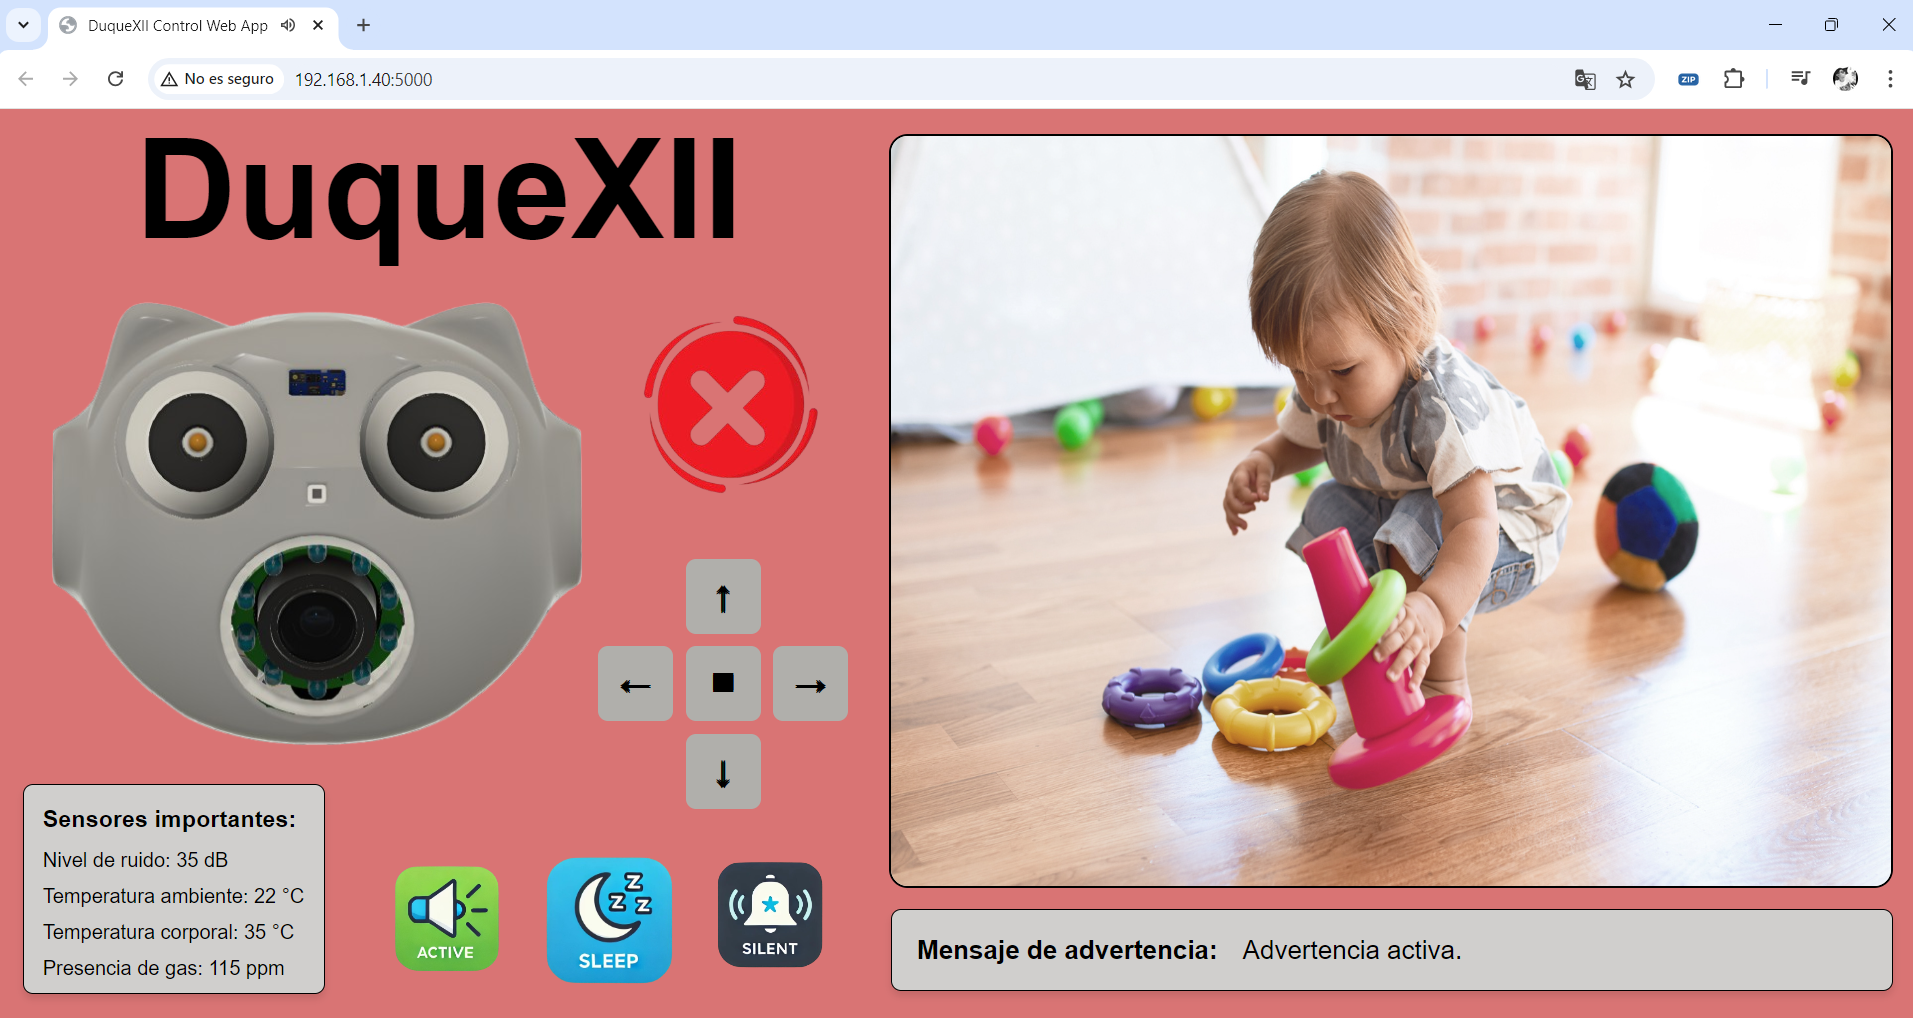 DuqueXII Control Web App
No es seguro
192.168.1.40:5000
ZIP
DuqueXII
Sensores importantes:
Nivel de ruido: 35 dB
Temperatura ambiente: 22 °C
Temperatura corporal: 35 °C
Presencia de gas: 115 ppm
ACTIVE
z z z
SLEEP
SILENT
Mensaje de advertencia: Advertencia activa.